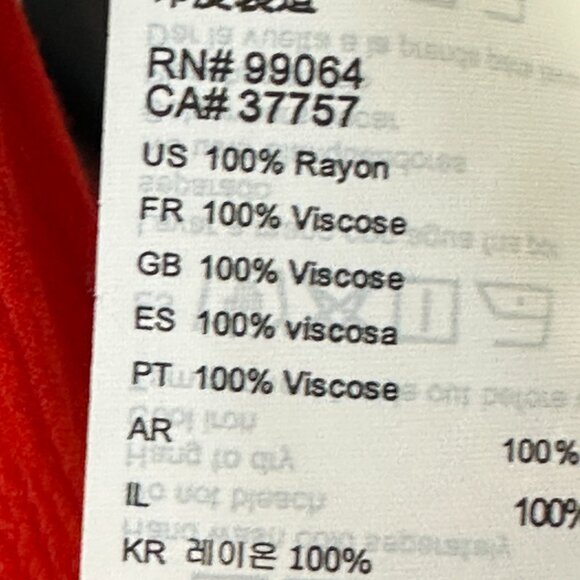 RN# 99064
CA# 37757
US 100% Rayon
FR 100% Viscose
GB 100% Viscose
ES 100% viscosa
PT 100% Viscose
AR 100%
IL 100%
KR 레이온 100%